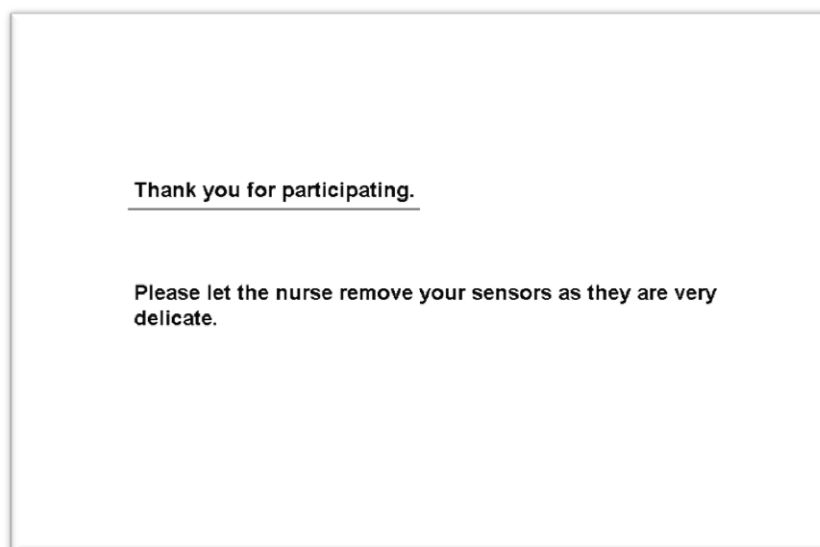 Thank you for participating.
Please let the nurse remove your sensors as they are very
delicate.